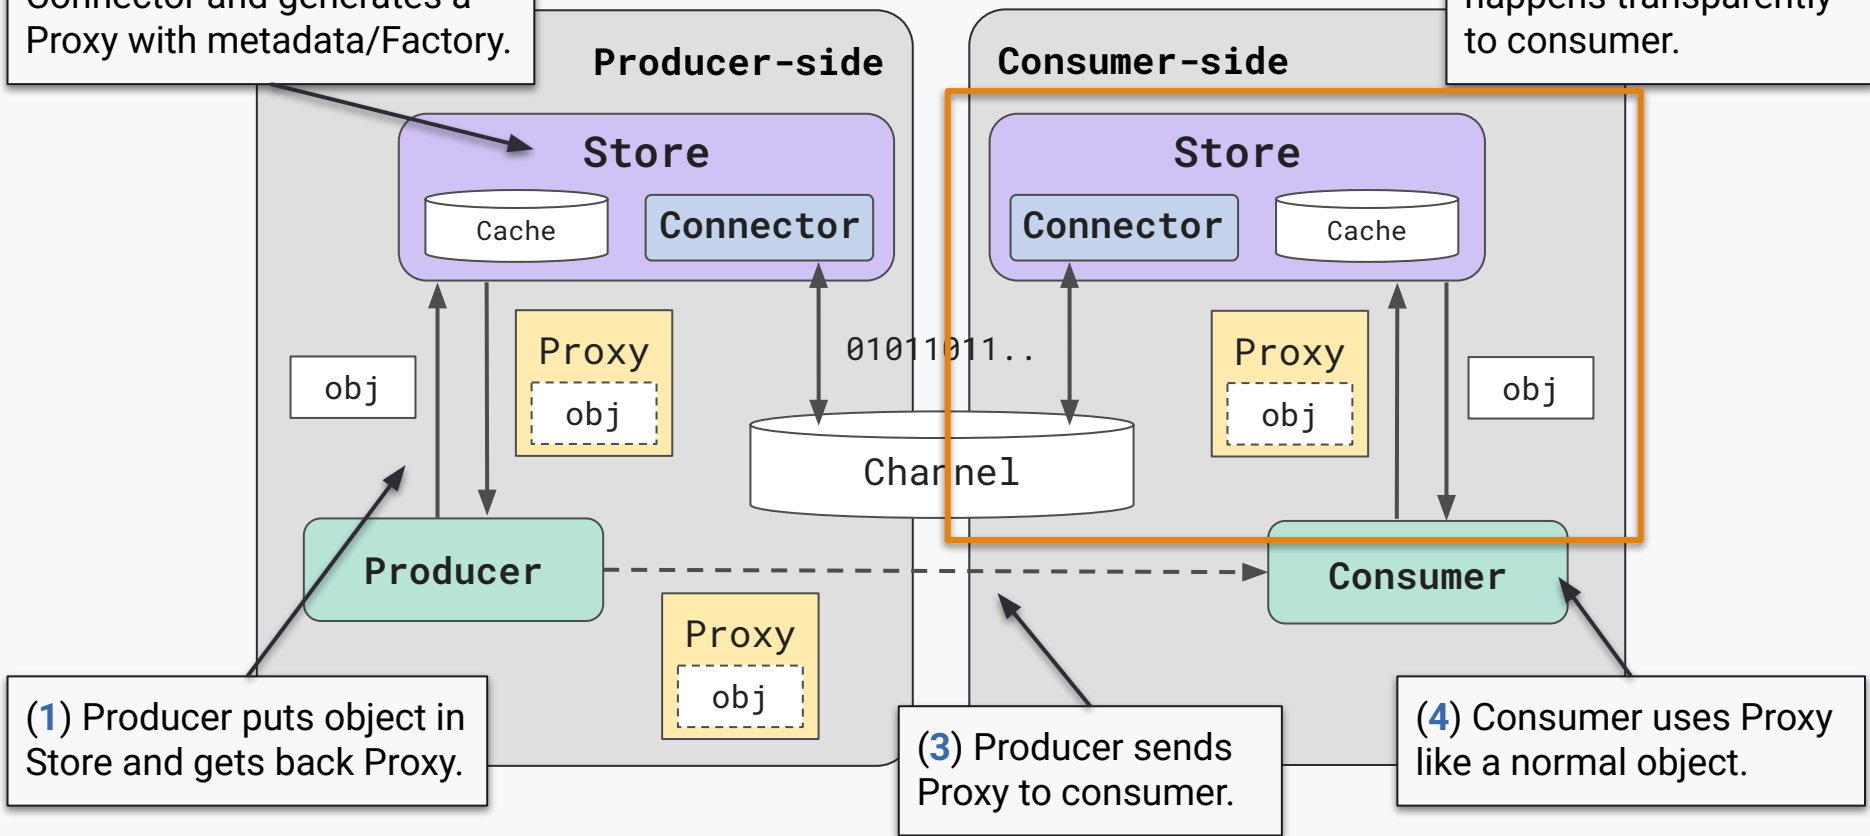 Connector and generates a
Proxy with metadata/Factory.
happens transparently
to consumer.
Producer-side
Consumer-side
Store
Cache
Connector
Store
Connector
Cache
obj
Proxy
obj
01011011..
Proxy
obj
obj
Channel
Producer
Consumer
Proxy
obj
(1) Producer puts object in
Store and gets back Proxy.
(3) Producer sends
Proxy to consumer.
(4) Consumer uses Proxy
like a normal object.